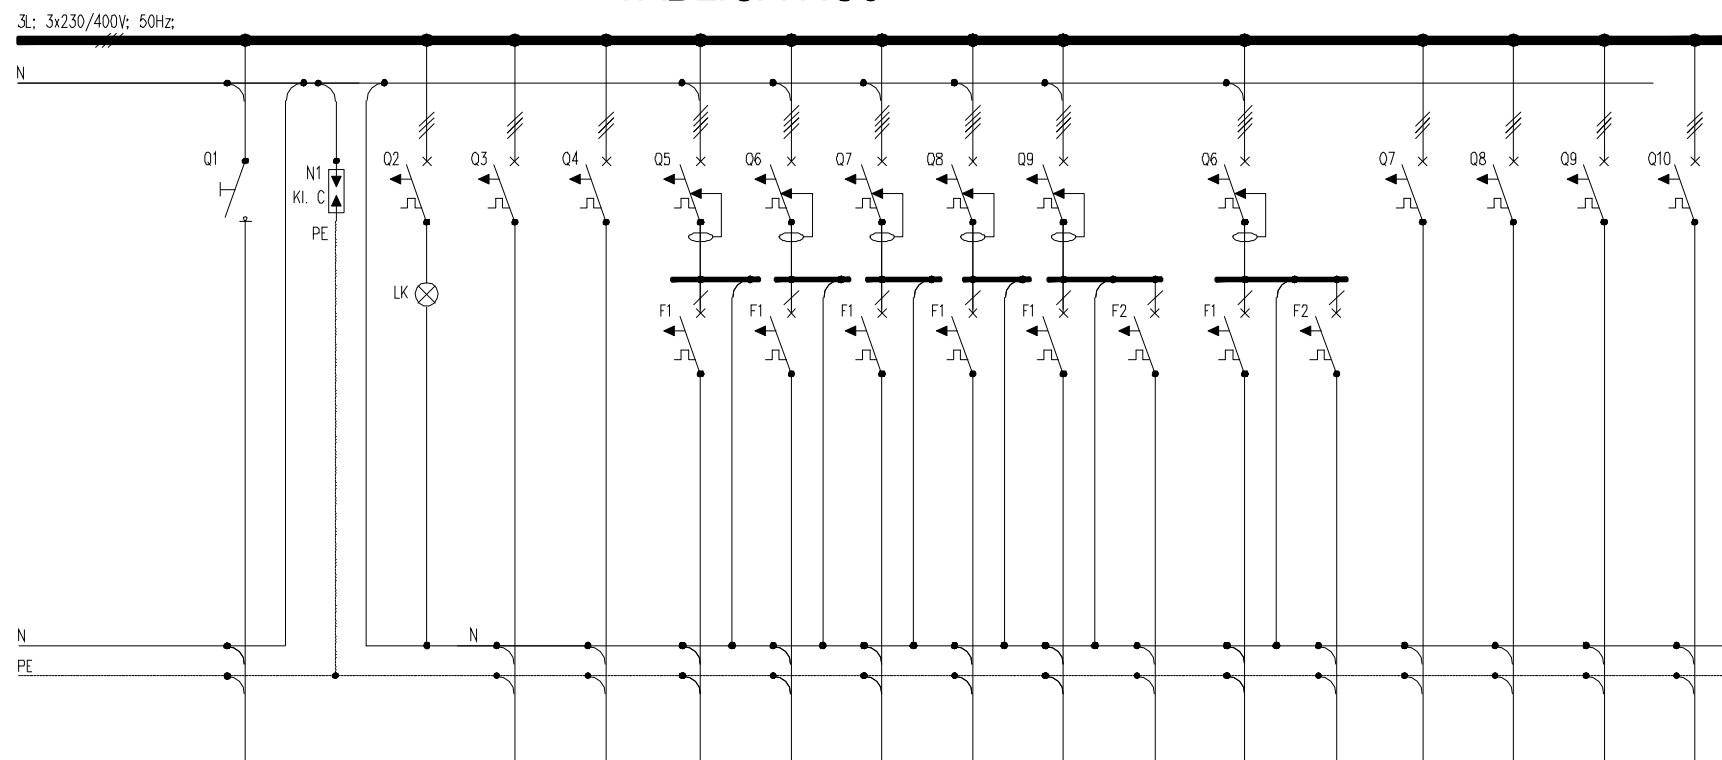 3L; 3x230/400V; 50Hz;
N
Q1
N1
Kl. C
PE
Q2
Q3
Q4
Q5
Q6
Q7
Q8
Q9
Q6
Q7
Q8
Q9
Q10
LK
F1
F1
F1
F1
F1
F2
F1
F2
N
N
PE